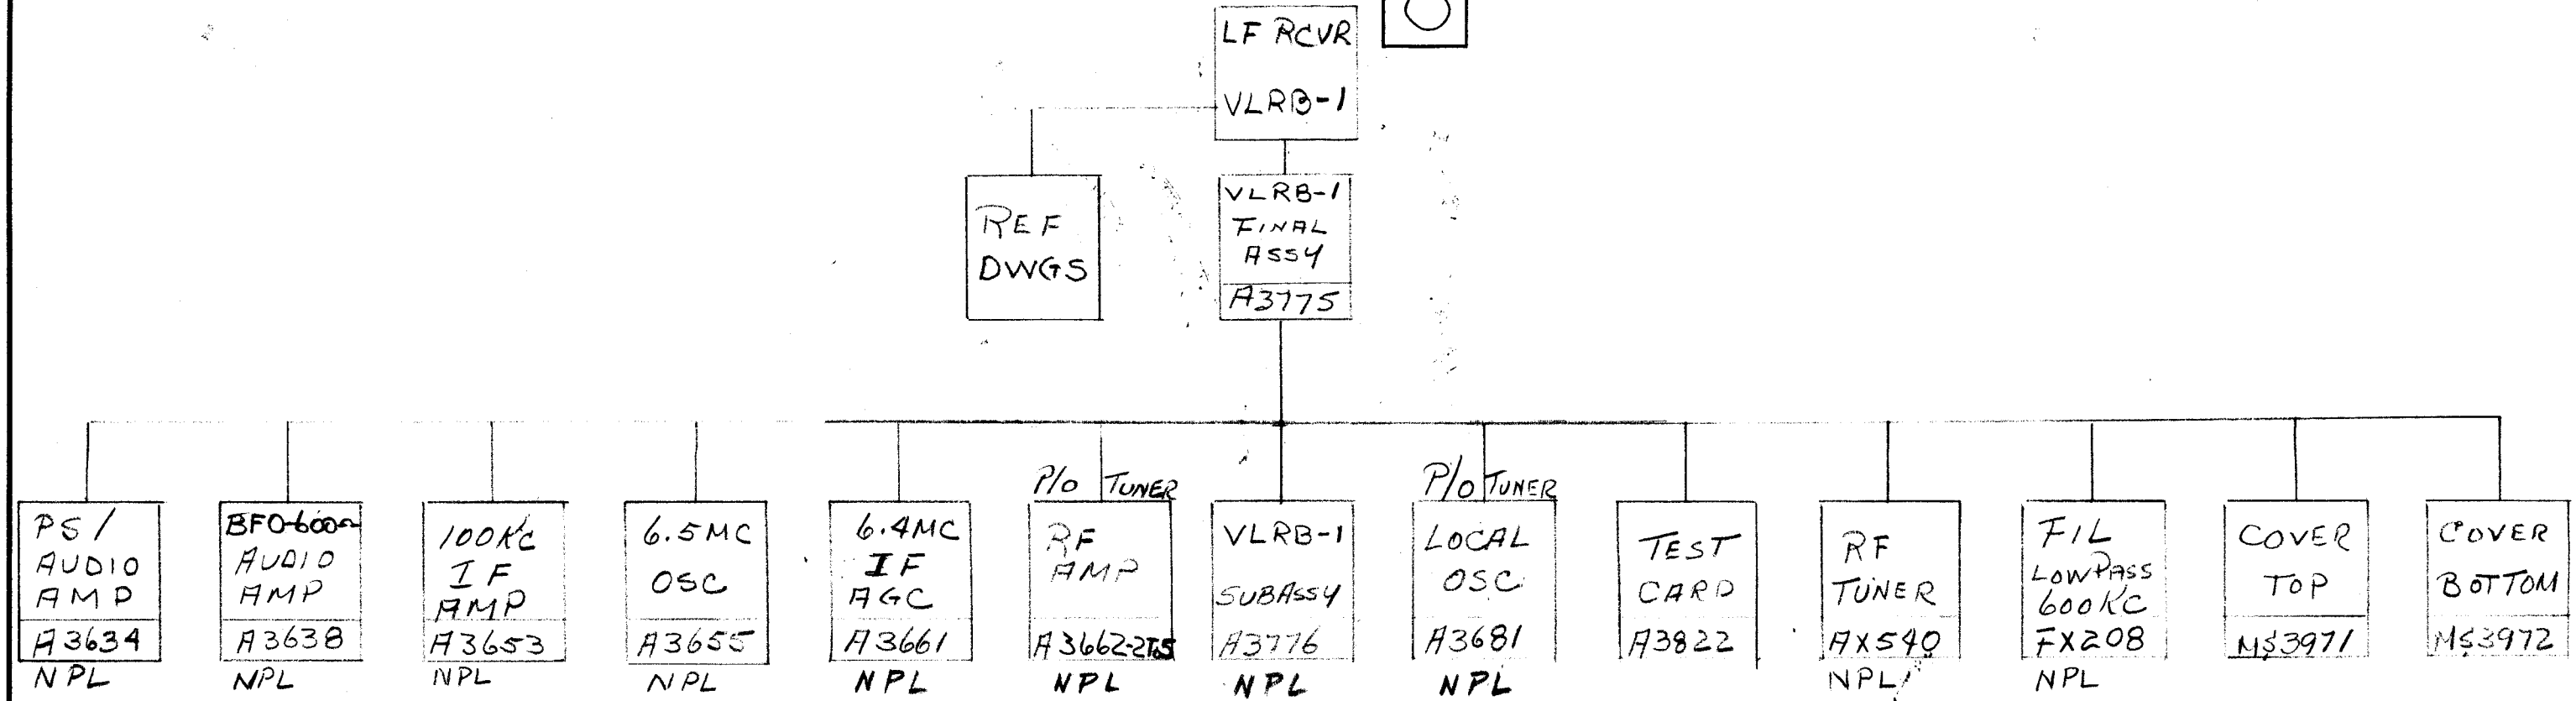 LF RCVR
VLRB-1
REF
DWGS
VLRB-1
FINAL
ASSY
A3775
PS/
AUDIO
AMP
A3634
NPL
BFO-600~
AUDIO
AMP
A3638
NPL
100KC
IF
AMP
A3653
NPL
6.5MC
OSC
A3655
NPL
6.4MC
IF
AGC
A3661
NPL
P/O TUNER
RF
AMP
NPL
VLRB-1
SUBASSY
A3776
NPL
P/O TUNER
LOCAL
OSC
A3681
NPL
TEST
CARD
A3822
RF
TUNER
AX540
NPL
FIL
LOWPASS
600KC
FX208
NPL
COVER
TOP
MS3971
COVER
BOTTOM
MS3972